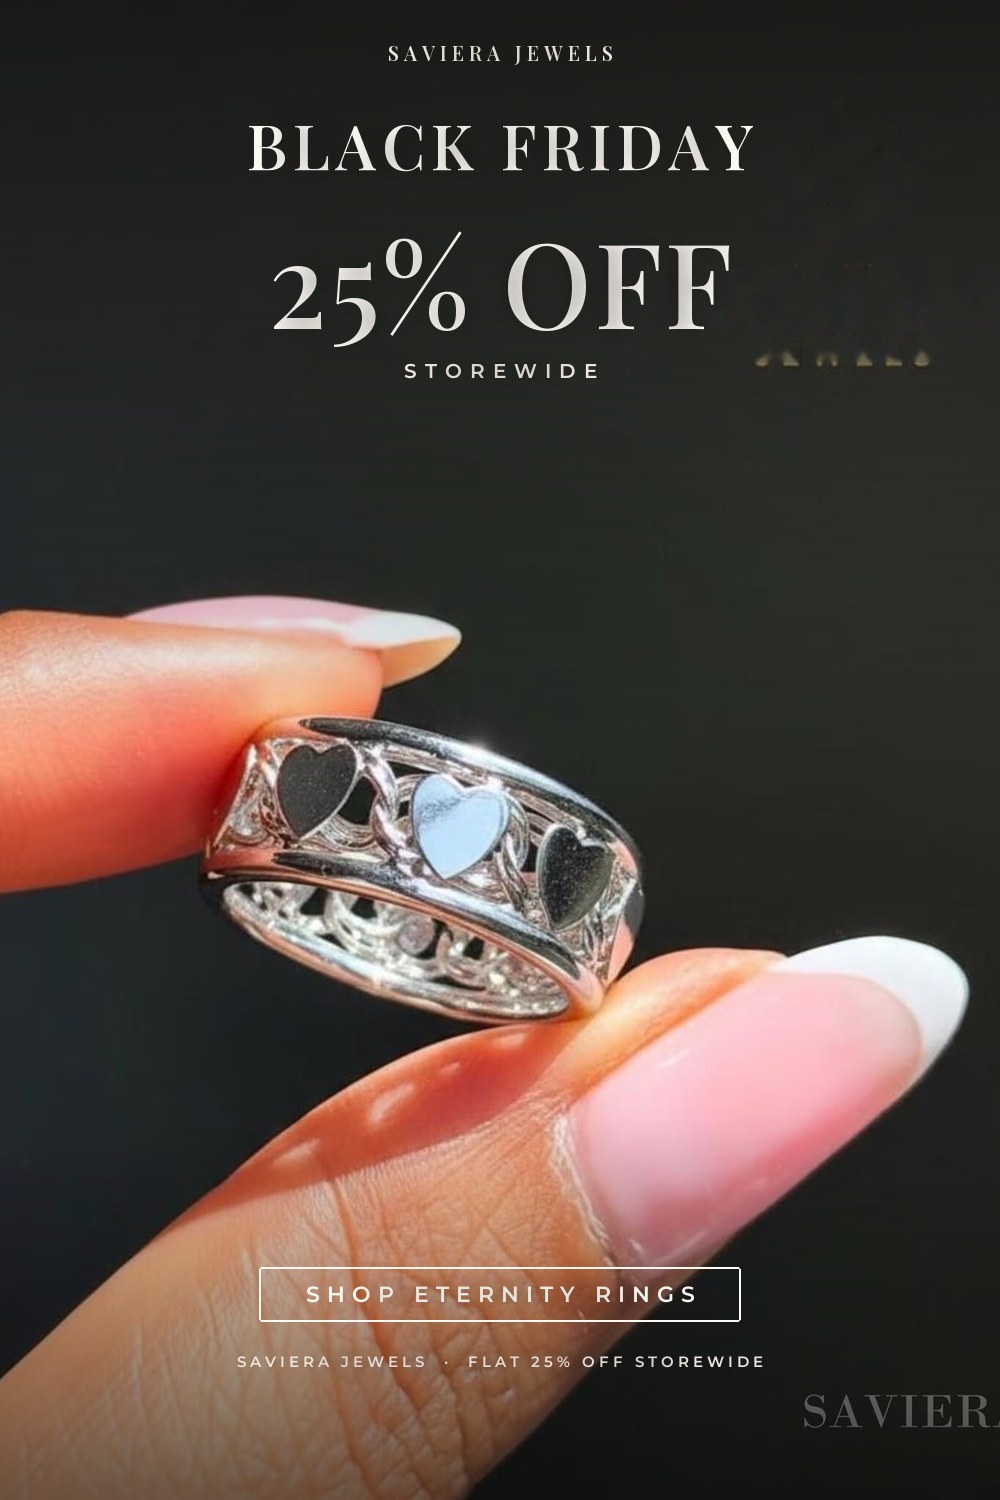 SAVIERA JEWELS
BLACK FRIDAY
25% OFF
STOREWIDE
SHOP ETERNITY RINGS
SAVIERA JEWELS · FLAT 25% OFF STOREWIDE